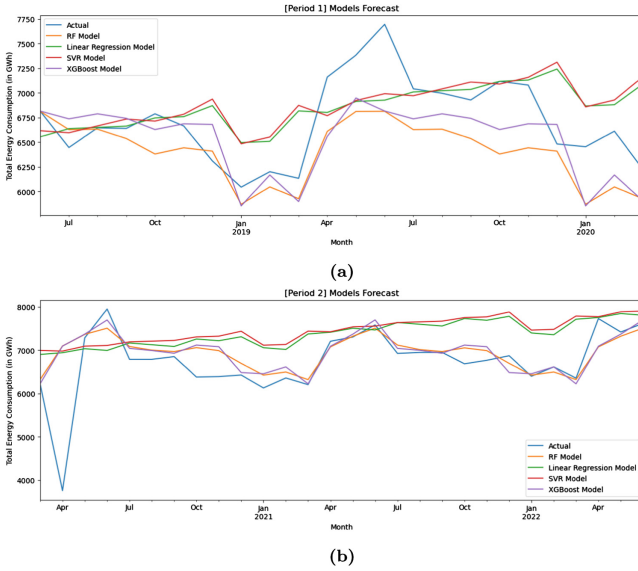 [Period 1] Models Forecast
Actual
RF Model
Linear Regression Model
SVR Model
XGBoost Model
Total Energy Consumption (in GWh)
7750
7500
7250
7000
6750
6500
6250
6000
Jul
Oct
Jan
2019
Apr
Jul
Oct
Jan
2020
Month
(a)
[Period 2] Models Forecast
Total Energy Consumption (in GWh)
8000
7000
6000
5000
4000
Actual
RF Model
Linear Regression Model
SVR Model
XGBoost Model
Apr
Jul
Oct
Jan
2021
Apr
Jul
Oct
Jan
2022
Apr
Month
(b)